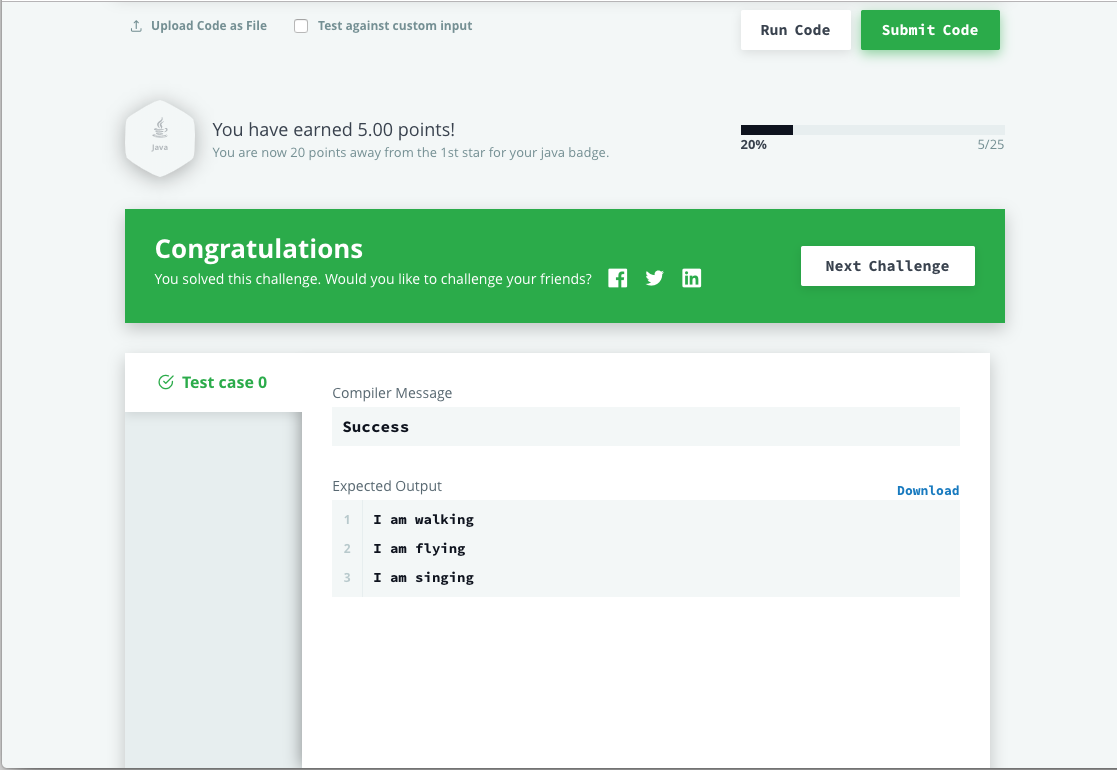 Upload Code as File Test against custom input Run Code Submit Code
Java
You have earned 5.00 points!
You are now 20 points away from the 1st star for your java badge.
20% 5/25
Congratulations
You solved this challenge. Would you like to challenge your friends?
Next Challenge
Test case 0
Compiler Message
Success
Expected Output Download
1 I am walking
2 I am flying
3 I am singing